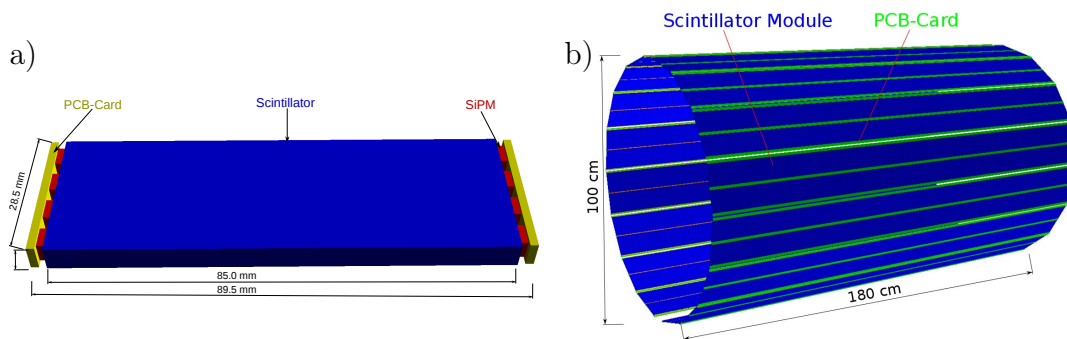 a)
PCB-Card
Scintillator
SiPM
28.5 mm
85.0 mm
89.5 mm
b)
Scintillator Module
PCB-Card
100 cm
180 cm